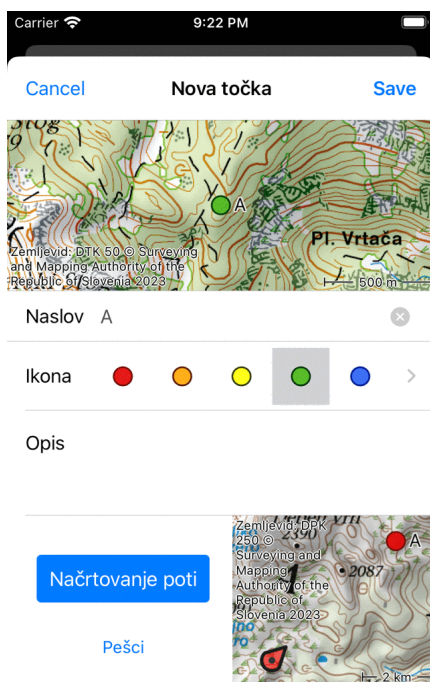 Carrier 9:22 PM
Cancel Nova točka Save
A
Pl. Vrtača
Zemljevid: DTK 50 © Surveying
and Mapping Authority of the
Republic of Slovenia 2023
500 m
Naslov A
Ikona
Opis
Zemljevid: DPK
250 ©
Surveying and
Mapping
Authority of the
Republic of
Slovenia 2023
2390
A
2087
Načrtovanje poti
Pešci
2 km